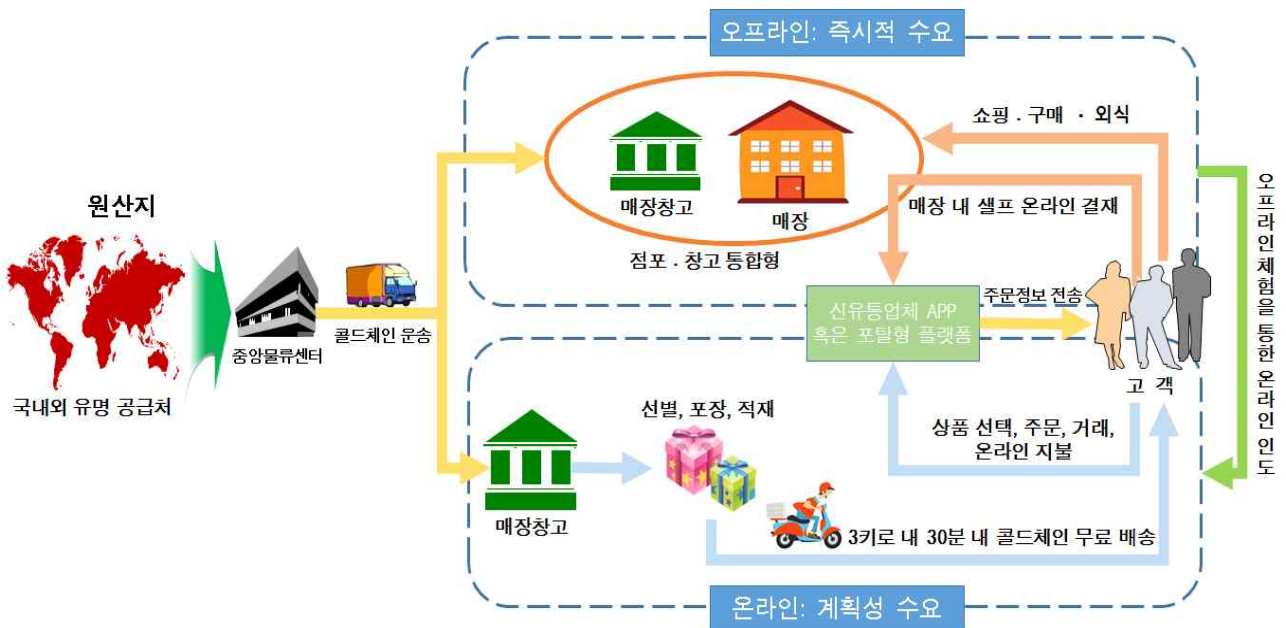 오프라인: 즉시적 수요
쇼핑 . 구매 · 외식
매장창고
매장
매장 내 샐프 온라인 결재
점포 . 창고 통합형
원산지
국내외 유명 공급처
중앙물류센터
콜드체인 운송
신유통업체 APP
혹은 포탈형 플랫폼
주문정보 전송
고 객
오프라인체험을 통한 온라인 인도
선별, 포장, 적재
상품 선택, 주문, 거래,
온라인 지불
매장창고
3키로 내 30분 내 콜드체인 무료 배송
온라인: 계획성 수요